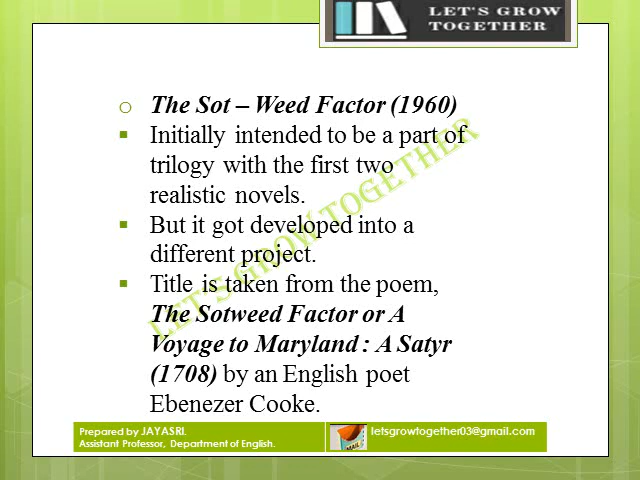 LET'S GROW
TOGETHER
o The Sot – Weed Factor (1960)
▪ Initially intended to be a part of
trilogy with the first two
realistic novels.
▪ But it got developed into a
different project.
▪ Title is taken from the poem,
The Sotweed Factor or A
Voyage to Maryland : A Satyr
(1708) by an English poet
Ebenezer Cooke.
LET'S GROW TOGETHER
Prepared by JAYASRI.
Assistant Professor, Department of English.
letsgrowtogether03@gmail.com